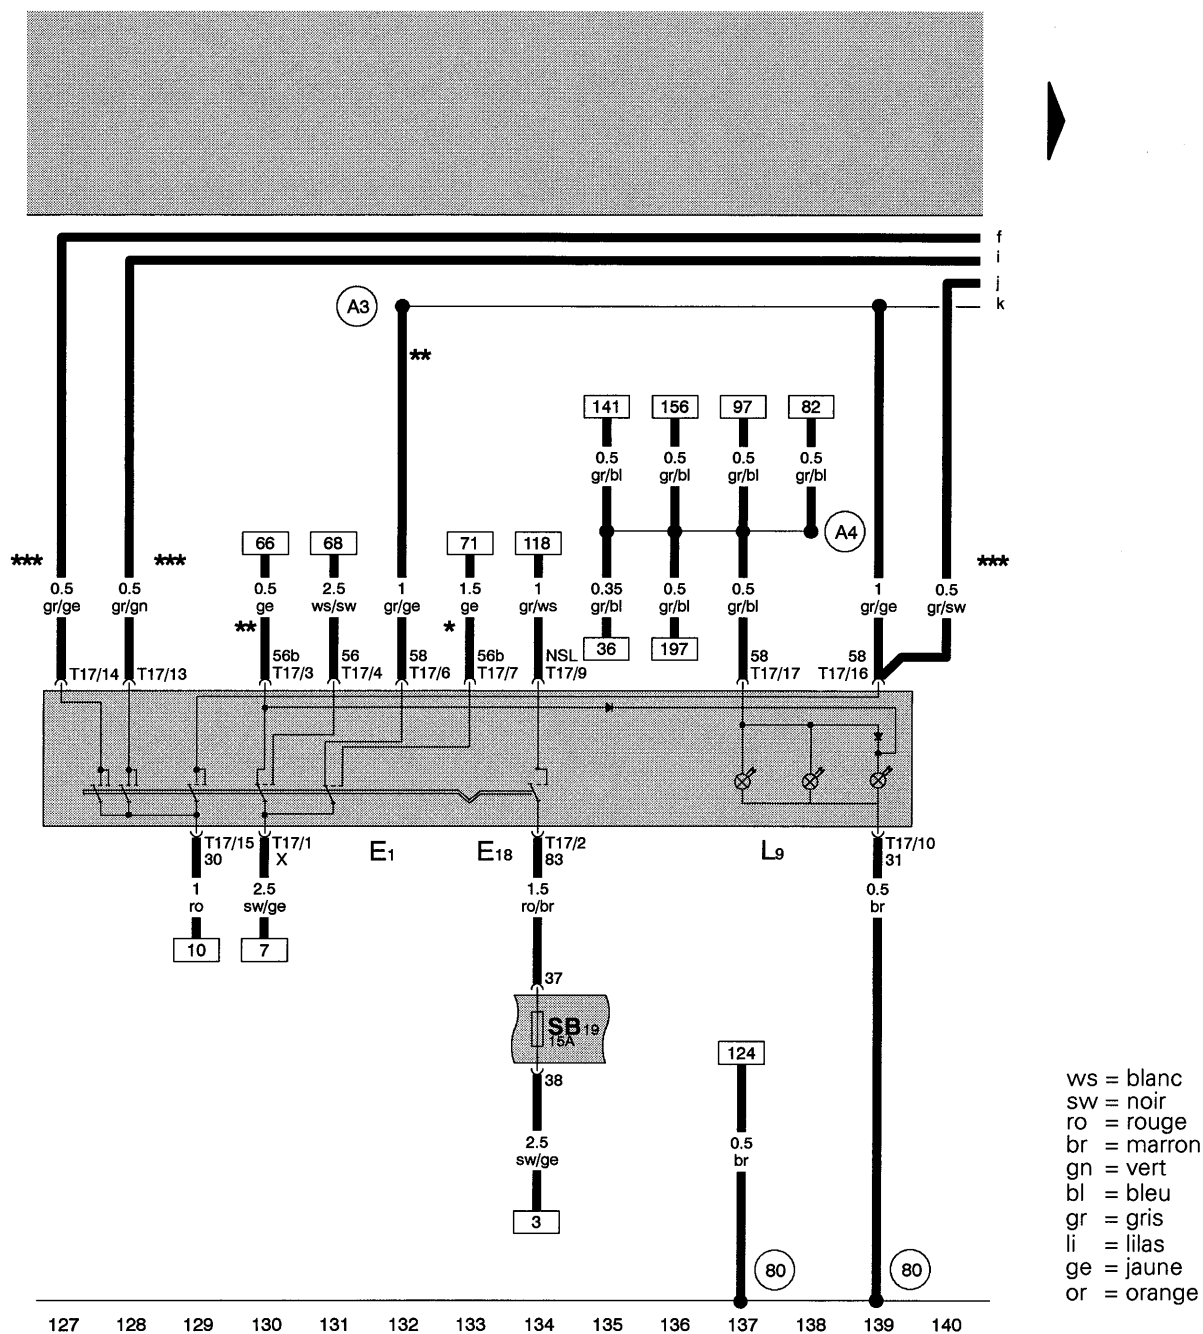 f
i
j
k
A3
**
141 156 97 82
0.5 0.5 0.5 0.5
gr/bl gr/bl gr/bl gr/bl
A4
66 68 71 118
*** *** ***
0.5 0.5 0.5 2.5 1 1.5 1 0.35 0.5 0.5 1 0.5
gr/ge gr/gn ge ws/sw gr/ge ge gr/ws gr/bl gr/bl gr/bl gr/ge gr/sw
** *
36 197
56b 56 58 56b NSL 58 58
T17/14 T17/13 T17/3 T17/4 T17/6 T17/7 T17/9 T17/17 T17/16
T17/15 T17/1 E1 E18 T17/2 L9 T17/10
30 X 83 31
1 2.5 1.5 0.5
ro sw/ge ro/br br
10 7
37
SB19
15A
38
124
2.5 0.5
sw/ge br
3
80 80
127 128 129 130 131 132 133 134 135 136 137 138 139 140
ws = blanc
sw = noir
ro = rouge
br = marron
gn = vert
bl = bleu
gr = gris
li = lilas
ge = jaune
or = orange